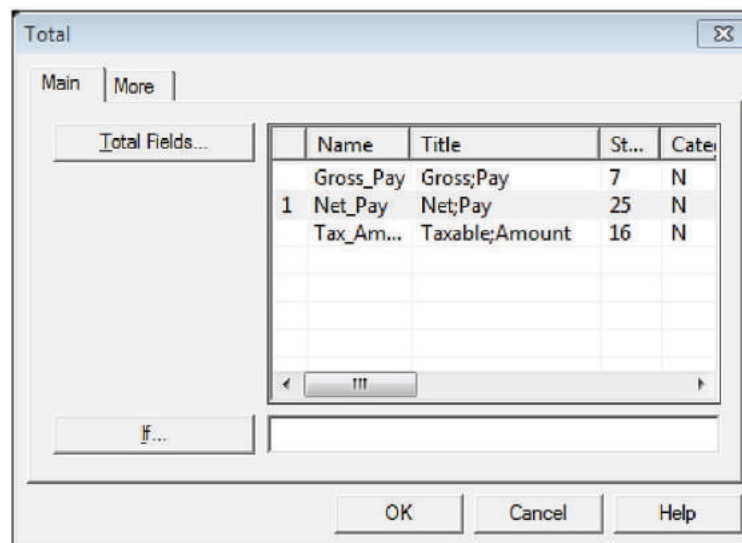 Total
Main More
Total Fields...
Name Title St... Cate
Gross_Pay Gross;Pay 7 N
1 Net_Pay Net;Pay 25 N
Tax_Am... Taxable;Amount 16 N
If...
OK Cancel Help